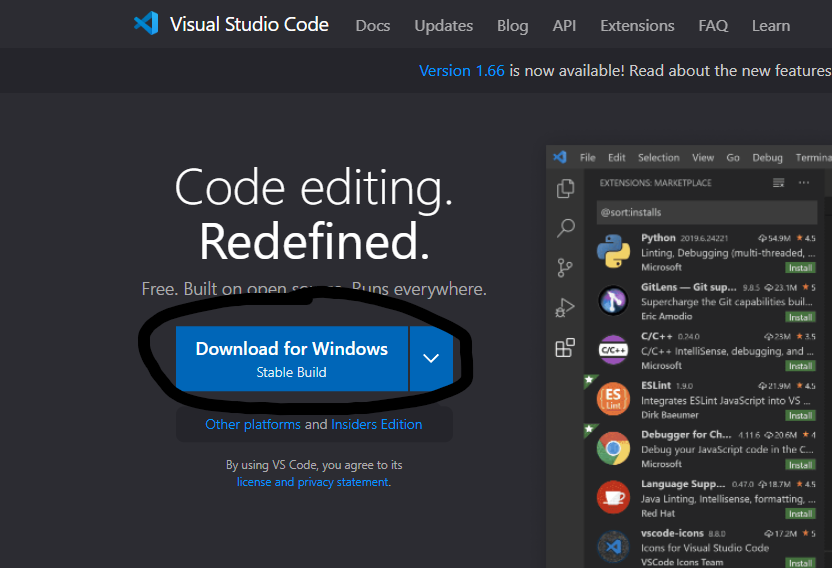 Visual Studio Code Docs Updates Blog API Extensions FAQ Learn
Version 1.66 is now available! Read about the new features
Code editing.
Redefined.
Free. Built on open source. Runs everywhere.
Download for Windows
Stable Build
Other platforms and Insiders Edition
By using VS Code, you agree to its
license and privacy statement.
File Edit Selection View Go Debug Termina
EXTENSIONS: MARKETPLACE
@sort:installs
Python 2019.6.24221 54.9M ★ 4.5
Linting, Debugging (multi-threaded, ...
Microsoft Install
GitLens — Git sup... 9.8.5 23.1M ★ 5
Supercharge the Git capabilities buil...
Eric Amodio Install
C/C++ 0.24.0 23M ★ 3.5
C/C++ IntelliSense, debugging, and ...
Microsoft Install
ESLint 1.9.0 21.9M ★ 4.5
Integrates ESLint JavaScript into VS ...
Dirk Baeumer Install
Debugger for Ch... 4.11.6 20.6M ★ 4
Debug your JavaScript code in the C...
Microsoft Install
Language Supp... 0.47.0 18.7M ★ 4.5
Java Linting, Intellisense, formatting, ...
Red Hat Install
vscode-icons 8.8.0 17.2M ★ 5
Icons for Visual Studio Code
VSCode Icons Team Install